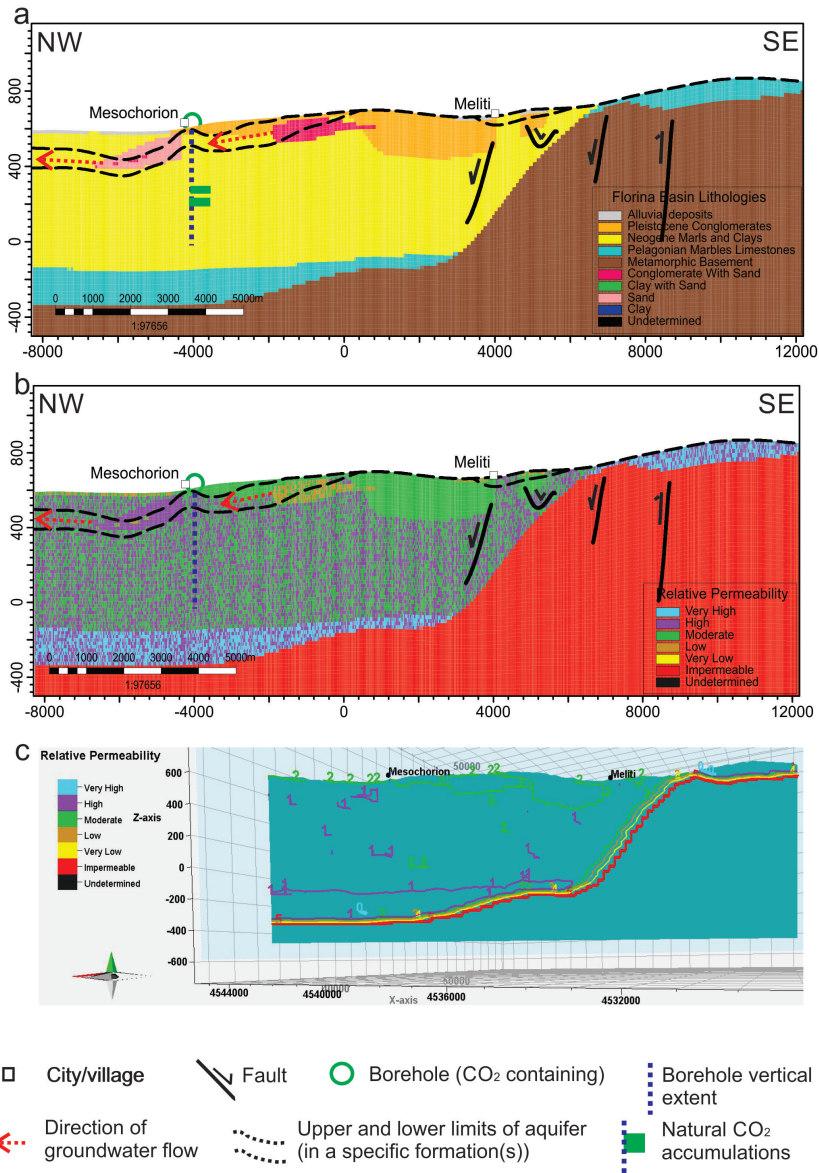 a
NW
SE
800
400
0
-400
Mesochorion
Meliti
Florina Basin Lithologies
Alluvial deposits
Pleistocene Conglomerates
Neogene Marls and Clays
Pelagonian Marbles Limestones
Metamorphic Basement
Conglomerate With Sand
Clay with Sand
Sand
Clay
Undetermined
0 1000 2000 3000 4000 5000m
1:97656
-8000 -4000 0 4000 8000 12000
b
NW
SE
800
400
0
-400
Mesochorion
Meliti
Relative Permeability
Very High
High
Moderate
Low
Very Low
Impermeable
Undetermined
0 1000 2000 3000 4000 5000m
1:97656
-8000 -4000 0 4000 8000 12000
c
Relative Permeability
Very High
High
Moderate
Low
Very Low
Impermeable
Undetermined
Z-axis
600
400
200
0
-200
-400
-600
Mesochorion
50000
Meliti
4544000 4540000 4536000 4532000
50000
X-axis
City/village
Fault
Borehole (CO₂ containing)
Borehole vertical
extent
Direction of
groundwater flow
Upper and lower limits of aquifer
(in a specific formation(s))
Natural CO₂
accumulations